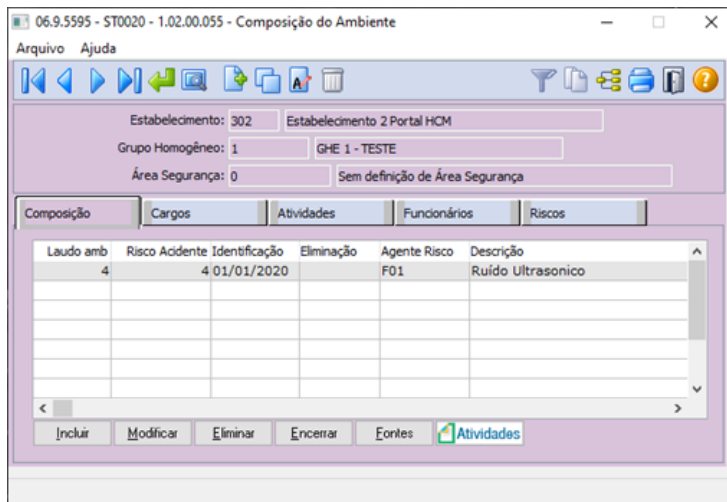 06.9.5595 - ST0020 - 1.02.00.055 - Composição do Ambiente
Arquivo Ajuda
Estabelecimento: 302 Estabelecimento 2 Portal HCM
Grupo Homogêneo: 1 GHE 1 - TESTE
Área Segurança: 0 Sem definição de Área Segurança
Composição Cargos Atividades Funcionários Riscos
Laudo amb Risco Acidente Identificação Eliminação Agente Risco Descrição
4 4 01/01/2020 F01 Ruído Ultrasonico
Incluir Modificar Eliminar Encerrar Fontes Atividades